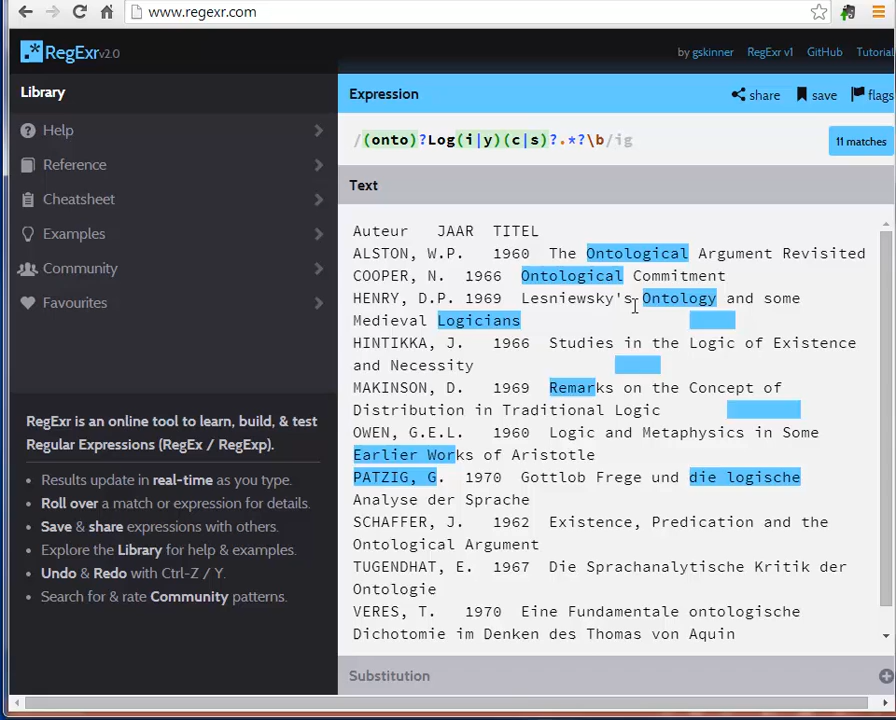 www.regexr.com
RegExr v2.0
by gskinner RegExr v1 GitHub Tutorial
Library
Help
Reference
Cheatsheet
Examples
Community
Favourites
RegExr is an online tool to learn, build, & test
Regular Expressions (RegEx / RegExp).
Results update in real-time as you type.
Roll over a match or expression for details.
Save & share expressions with others.
Explore the Library for help & examples.
Undo & Redo with Ctrl-Z / Y.
Search for & rate Community patterns.
Expression
share save flags
/(onto)?Log(i|y)(c|s)?.*?\b/ig
11 matches
Text
Auteur JAAR TITEL
ALSTON, W.P. 1960 The Ontological Argument Revisited
COOPER, N. 1966 Ontological Commitment
HENRY, D.P. 1969 Lesniewsky's Ontology and some
Medieval Logicians
HINTIKKA, J. 1966 Studies in the Logic of Existence
and Necessity
MAKINSON, D. 1969 Remarks on the Concept of
Distribution in Traditional Logic
OWEN, G.E.L. 1960 Logic and Metaphysics in Some
Earlier Works of Aristotle
PATZIG, G. 1970 Gottlob Frege und die logische
Analyse der Sprache
SCHAFFER, J. 1962 Existence, Predication and the
Ontological Argument
TUGENDHAT, E. 1967 Die Sprachanalytische Kritik der
Ontologie
VERES, T. 1970 Eine Fundamentale ontologische
Dichotomie im Denken des Thomas von Aquin
Substitution